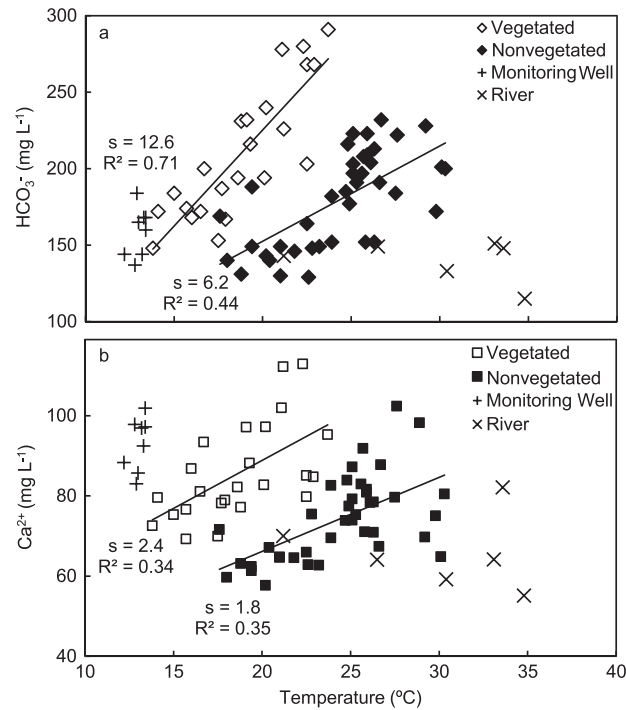 a
300
250
200
150
100
HCO₃⁻ (mg L⁻¹)
Vegetated
Nonvegetated
Monitoring Well
River
s = 12.6
R² = 0.71
s = 6.2
R² = 0.44
b
100
80
60
40
Ca²⁺ (mg L⁻¹)
Vegetated
Nonvegetated
Monitoring Well
River
s = 2.4
R² = 0.34
s = 1.8
R² = 0.35
10 15 20 25 30 35 40
Temperature (ºC)